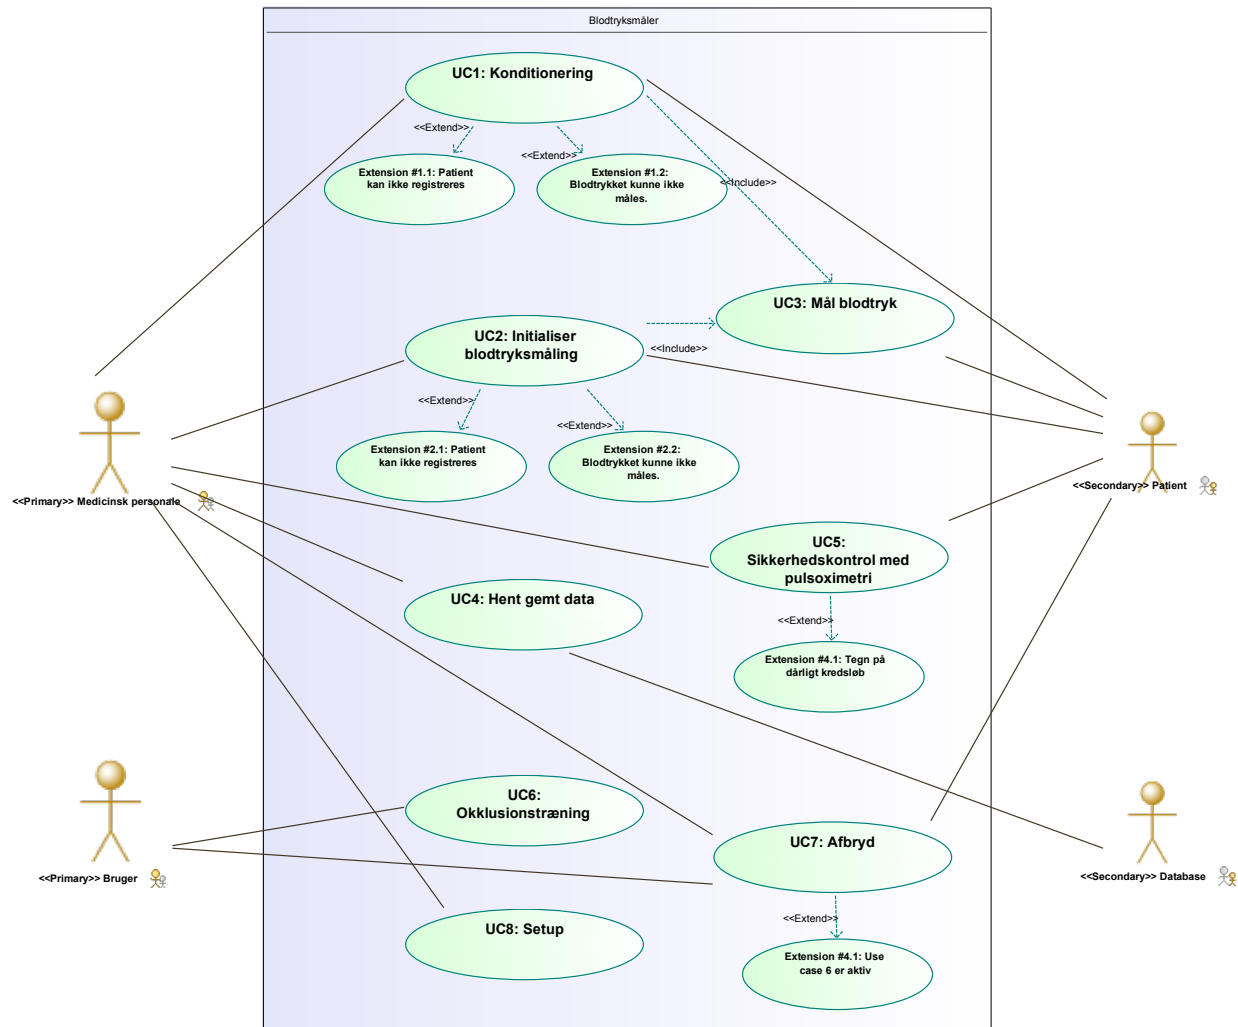 Blodtryksmåler
UC1: Konditionering
<<Extend>>
<<Extend>>
Extension #1.1: Patient
kan ikke registreres
Extension #1.2:
Blodtrykket kunne ikke
måles.
<<Include>>
UC3: Mål blodtryk
UC2: Initialiser
blodtryksmåling
<<Include>>
<<Extend>>
<<Extend>>
Extension #2.1: Patient
kan ikke registreres
Extension #2.2:
Blodtrykket kunne ikke
måles.
<<Primary>> Medicinsk personale
<<Secondary>> Patient
UC5:
Sikkerhedskontrol med
pulsoximetri
UC4: Hent gemt data
<<Extend>>
Extension #4.1: Tegn på
dårligt kredsløb
UC6:
Okklusionstræning
UC7: Afbryd
<<Primary>> Bruger
<<Secondary>> Database
<<Extend>>
UC8: Setup
Extension #4.1: Use
case 6 er aktiv